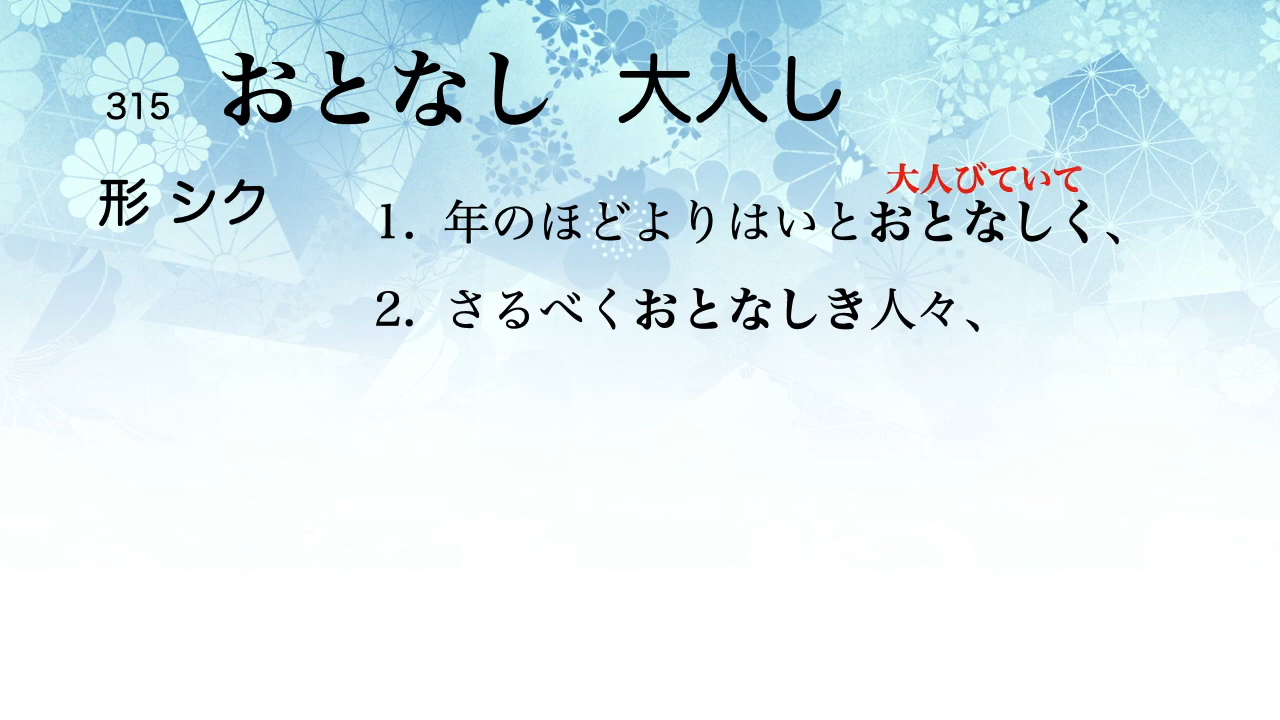 315 おとなし 大人し
形 シク
大人びていて
1. 年のほどよりはいとおとなしく、
2. さるべくおとなしき人々、